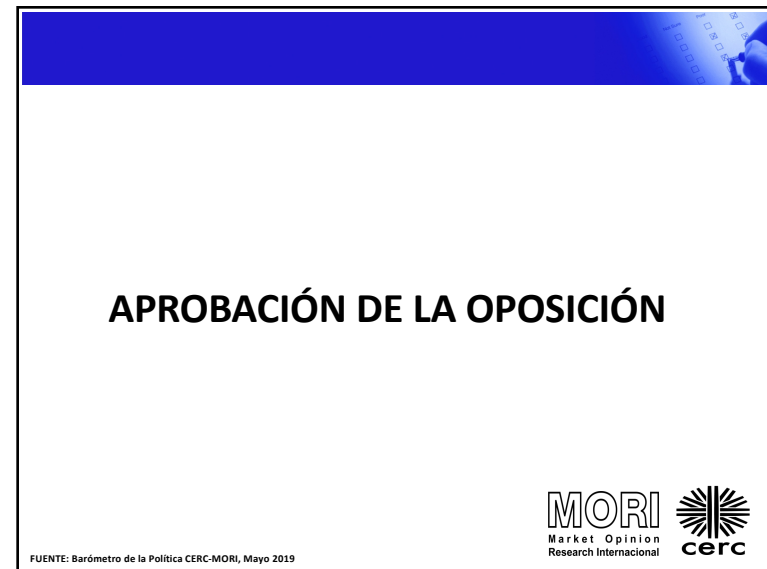 APROBACIÓN DE LA OPOSICIÓN
MORI
Market Opinion
Research Internacional
cerc
FUENTE: Barómetro de la Política CERC-MORI, Mayo 2019